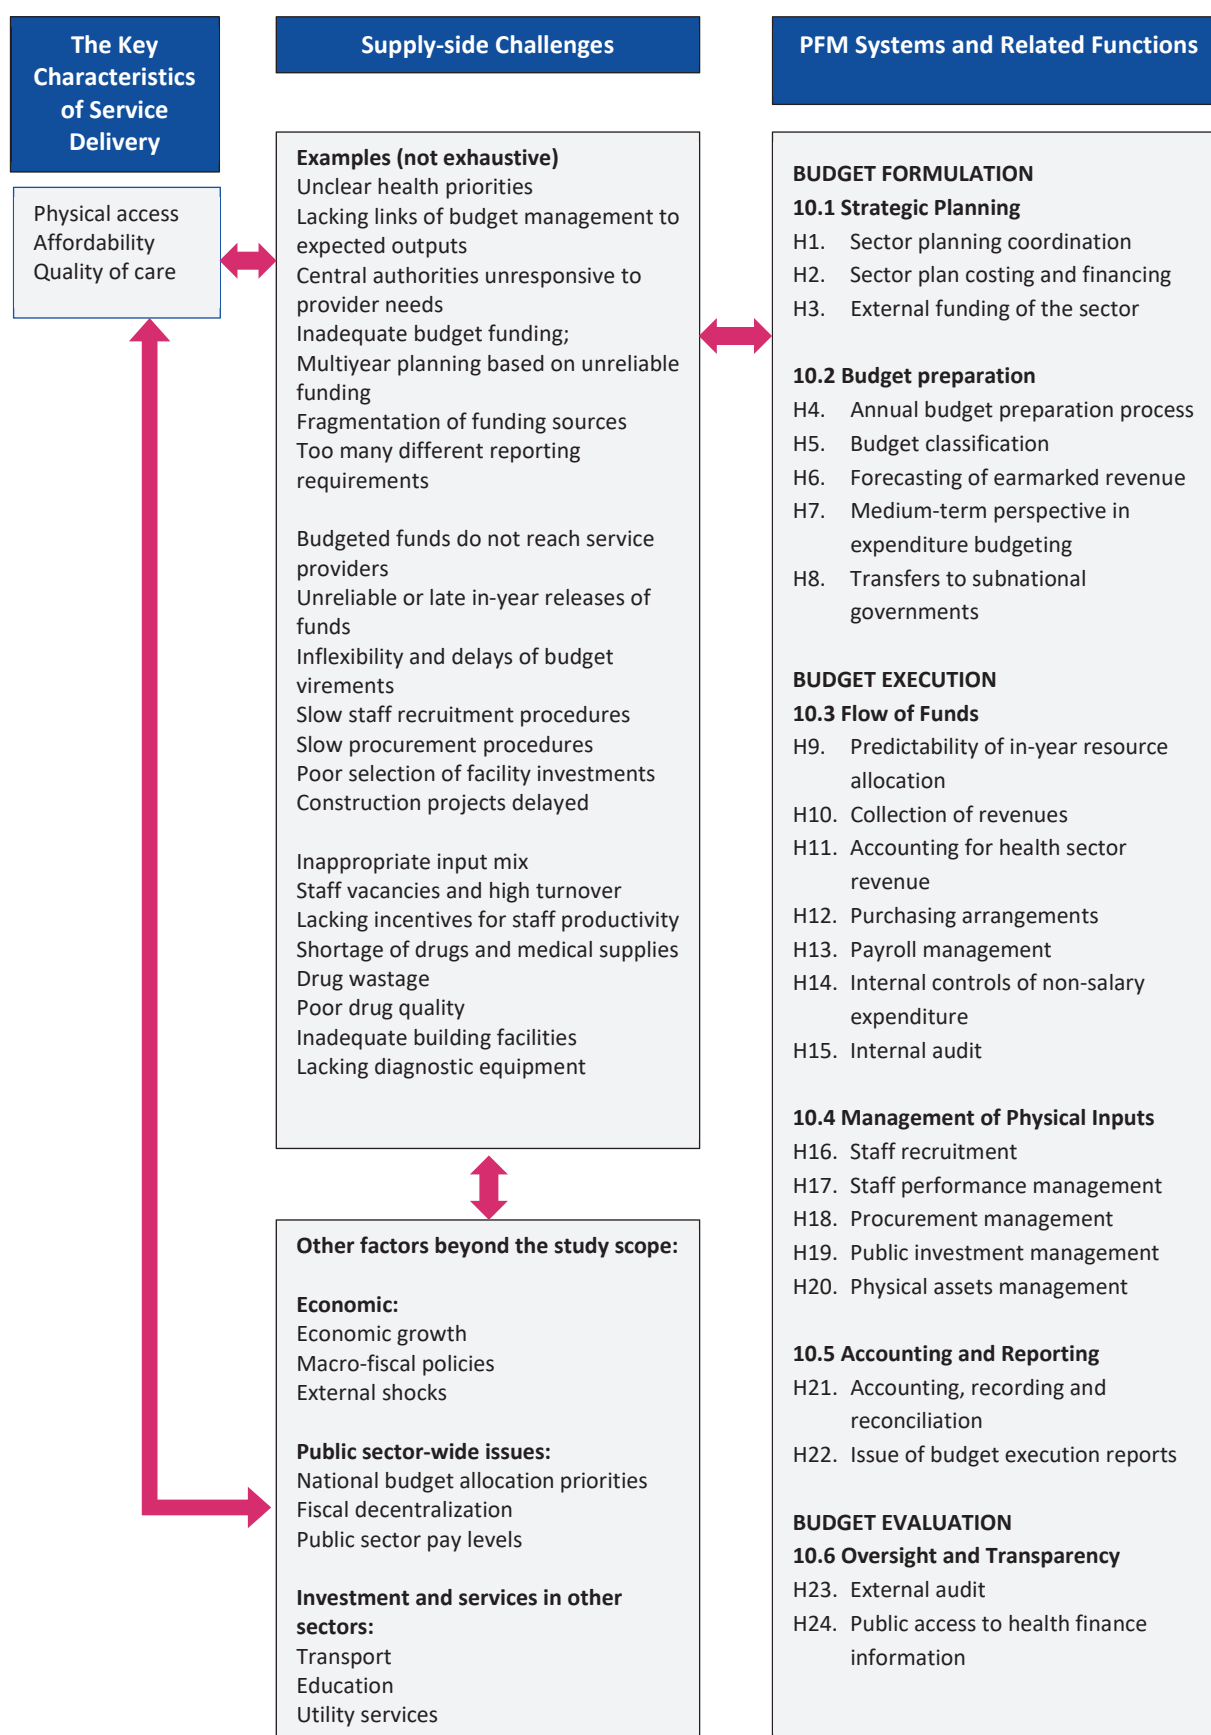 The Key
Characteristics
of Service
Delivery
Physical access
Affordability
Quality of care
Supply-side Challenges
Examples (not exhaustive)
Unclear health priorities
Lacking links of budget management to
expected outputs
Central authorities unresponsive to
provider needs
Inadequate budget funding;
Multiyear planning based on unreliable
funding
Fragmentation of funding sources
Too many different reporting
requirements
Budgeted funds do not reach service
providers
Unreliable or late in-year releases of
funds
Inflexibility and delays of budget
virements
Slow staff recruitment procedures
Slow procurement procedures
Poor selection of facility investments
Construction projects delayed
Inappropriate input mix
Staff vacancies and high turnover
Lacking incentives for staff productivity
Shortage of drugs and medical supplies
Drug wastage
Poor drug quality
Inadequate building facilities
Lacking diagnostic equipment
Other factors beyond the study scope:
Economic:
Economic growth
Macro-fiscal policies
External shocks
Public sector-wide issues:
National budget allocation priorities
Fiscal decentralization
Public sector pay levels
Investment and services in other
sectors:
Transport
Education
Utility services
PFM Systems and Related Functions
BUDGET FORMULATION
10.1 Strategic Planning
H1. Sector planning coordination
H2. Sector plan costing and financing
H3. External funding of the sector
10.2 Budget preparation
H4. Annual budget preparation process
H5. Budget classification
H6. Forecasting of earmarked revenue
H7. Medium-term perspective in
expenditure budgeting
H8. Transfers to subnational
governments
BUDGET EXECUTION
10.3 Flow of Funds
H9. Predictability of in-year resource
allocation
H10. Collection of revenues
H11. Accounting for health sector
revenue
H12. Purchasing arrangements
H13. Payroll management
H14. Internal controls of non-salary
expenditure
H15. Internal audit
10.4 Management of Physical Inputs
H16. Staff recruitment
H17. Staff performance management
H18. Procurement management
H19. Public investment management
H20. Physical assets management
10.5 Accounting and Reporting
H21. Accounting, recording and
reconciliation
H22. Issue of budget execution reports
BUDGET EVALUATION
10.6 Oversight and Transparency
H23. External audit
H24. Public access to health finance
information